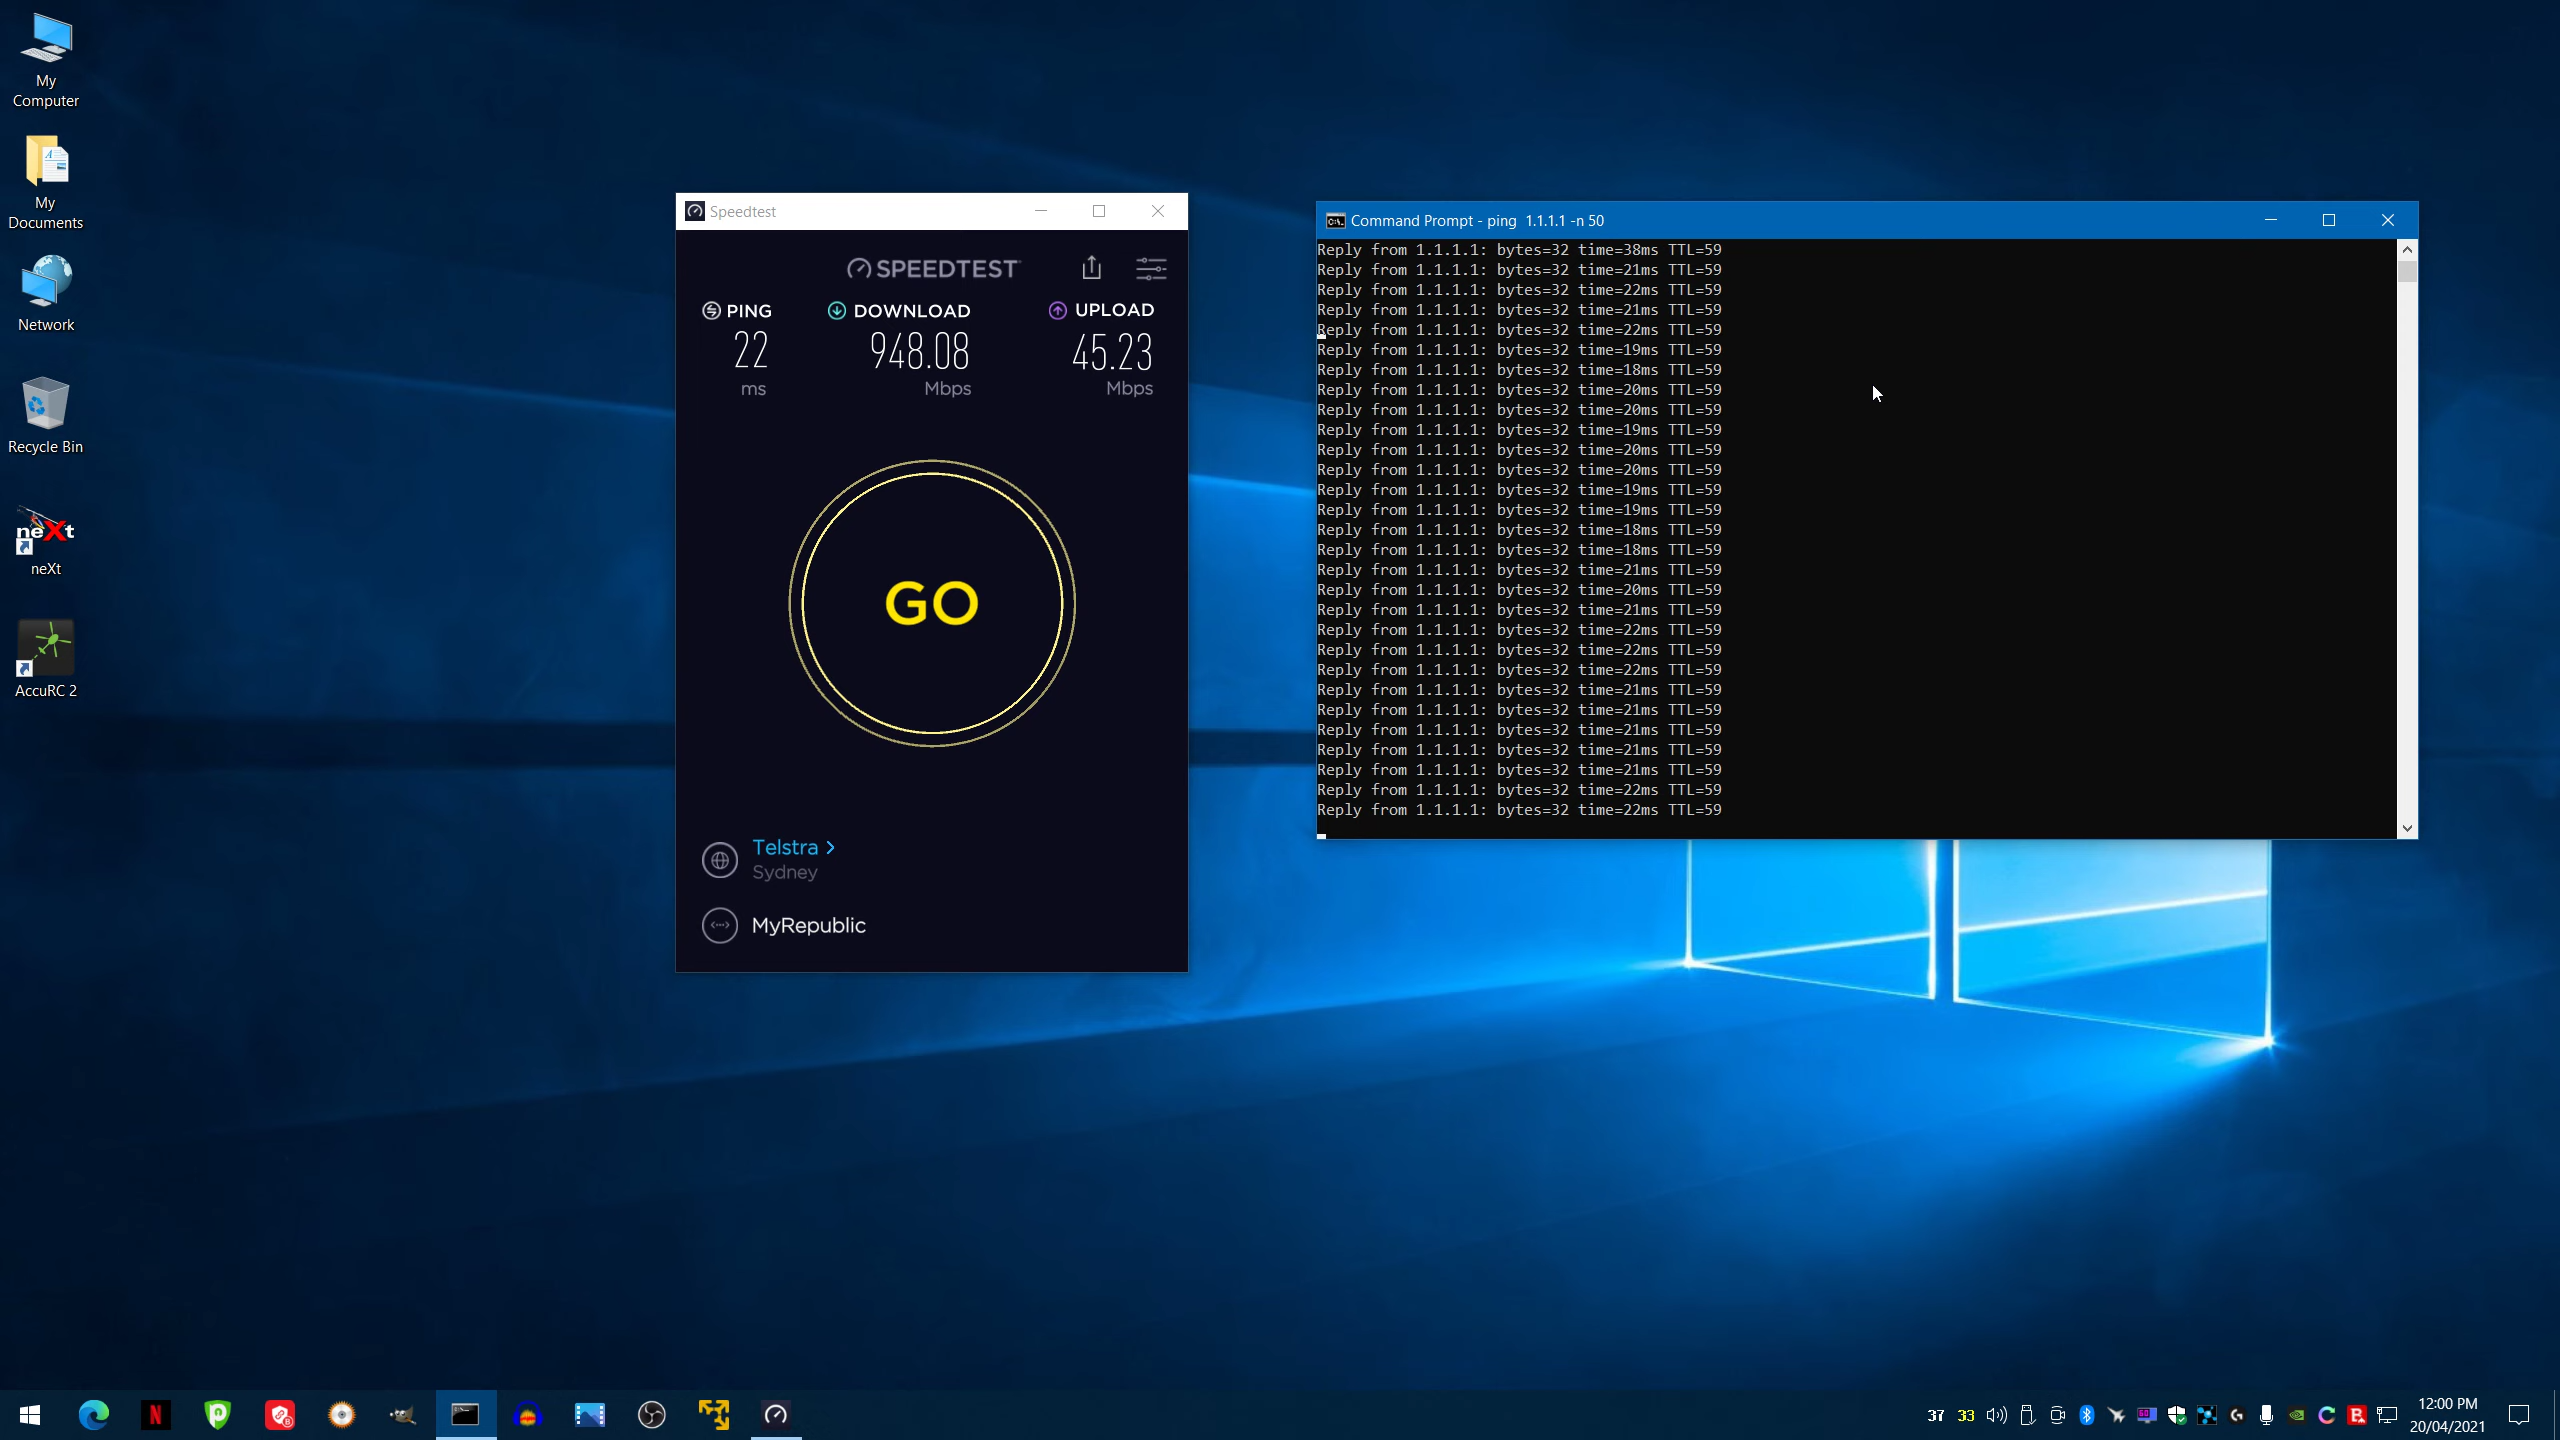 My
Computer
My
Documents
Network
Recycle Bin
neXt
neXt
AccuRC 2
Speedtest
SPEEDTEST
PING DOWNLOAD UPLOAD
22 948.08 45.23
ms Mbps Mbps
GO
Telstra
Sydney
MyRepublic
Command Prompt - ping  1.1.1.1 -n 50
Reply from 1.1.1.1: bytes=32 time=38ms TTL=59
Reply from 1.1.1.1: bytes=32 time=21ms TTL=59
Reply from 1.1.1.1: bytes=32 time=22ms TTL=59
Reply from 1.1.1.1: bytes=32 time=21ms TTL=59
Reply from 1.1.1.1: bytes=32 time=22ms TTL=59
Reply from 1.1.1.1: bytes=32 time=19ms TTL=59
Reply from 1.1.1.1: bytes=32 time=18ms TTL=59
Reply from 1.1.1.1: bytes=32 time=20ms TTL=59
Reply from 1.1.1.1: bytes=32 time=20ms TTL=59
Reply from 1.1.1.1: bytes=32 time=19ms TTL=59
Reply from 1.1.1.1: bytes=32 time=20ms TTL=59
Reply from 1.1.1.1: bytes=32 time=20ms TTL=59
Reply from 1.1.1.1: bytes=32 time=19ms TTL=59
Reply from 1.1.1.1: bytes=32 time=19ms TTL=59
Reply from 1.1.1.1: bytes=32 time=18ms TTL=59
Reply from 1.1.1.1: bytes=32 time=18ms TTL=59
Reply from 1.1.1.1: bytes=32 time=21ms TTL=59
Reply from 1.1.1.1: bytes=32 time=20ms TTL=59
Reply from 1.1.1.1: bytes=32 time=21ms TTL=59
Reply from 1.1.1.1: bytes=32 time=22ms TTL=59
Reply from 1.1.1.1: bytes=32 time=22ms TTL=59
Reply from 1.1.1.1: bytes=32 time=22ms TTL=59
Reply from 1.1.1.1: bytes=32 time=21ms TTL=59
Reply from 1.1.1.1: bytes=32 time=21ms TTL=59
Reply from 1.1.1.1: bytes=32 time=21ms TTL=59
Reply from 1.1.1.1: bytes=32 time=21ms TTL=59
Reply from 1.1.1.1: bytes=32 time=21ms TTL=59
Reply from 1.1.1.1: bytes=32 time=22ms TTL=59
Reply from 1.1.1.1: bytes=32 time=22ms TTL=59
37 33
12:00 PM
20/04/2021